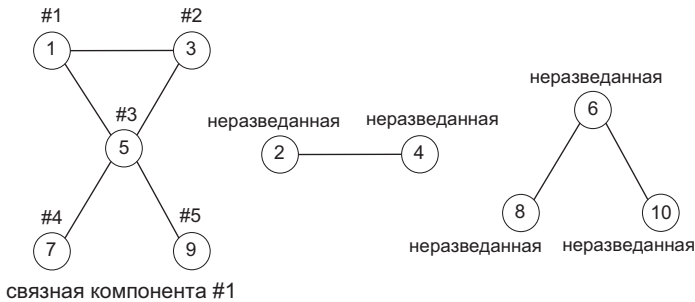 #1 #2
1 3
неразведанная
6
#3
неразведанная неразведанная
5 2 4
#4 #5 8 10
7 9 неразведанная неразведанная
связная компонента #1